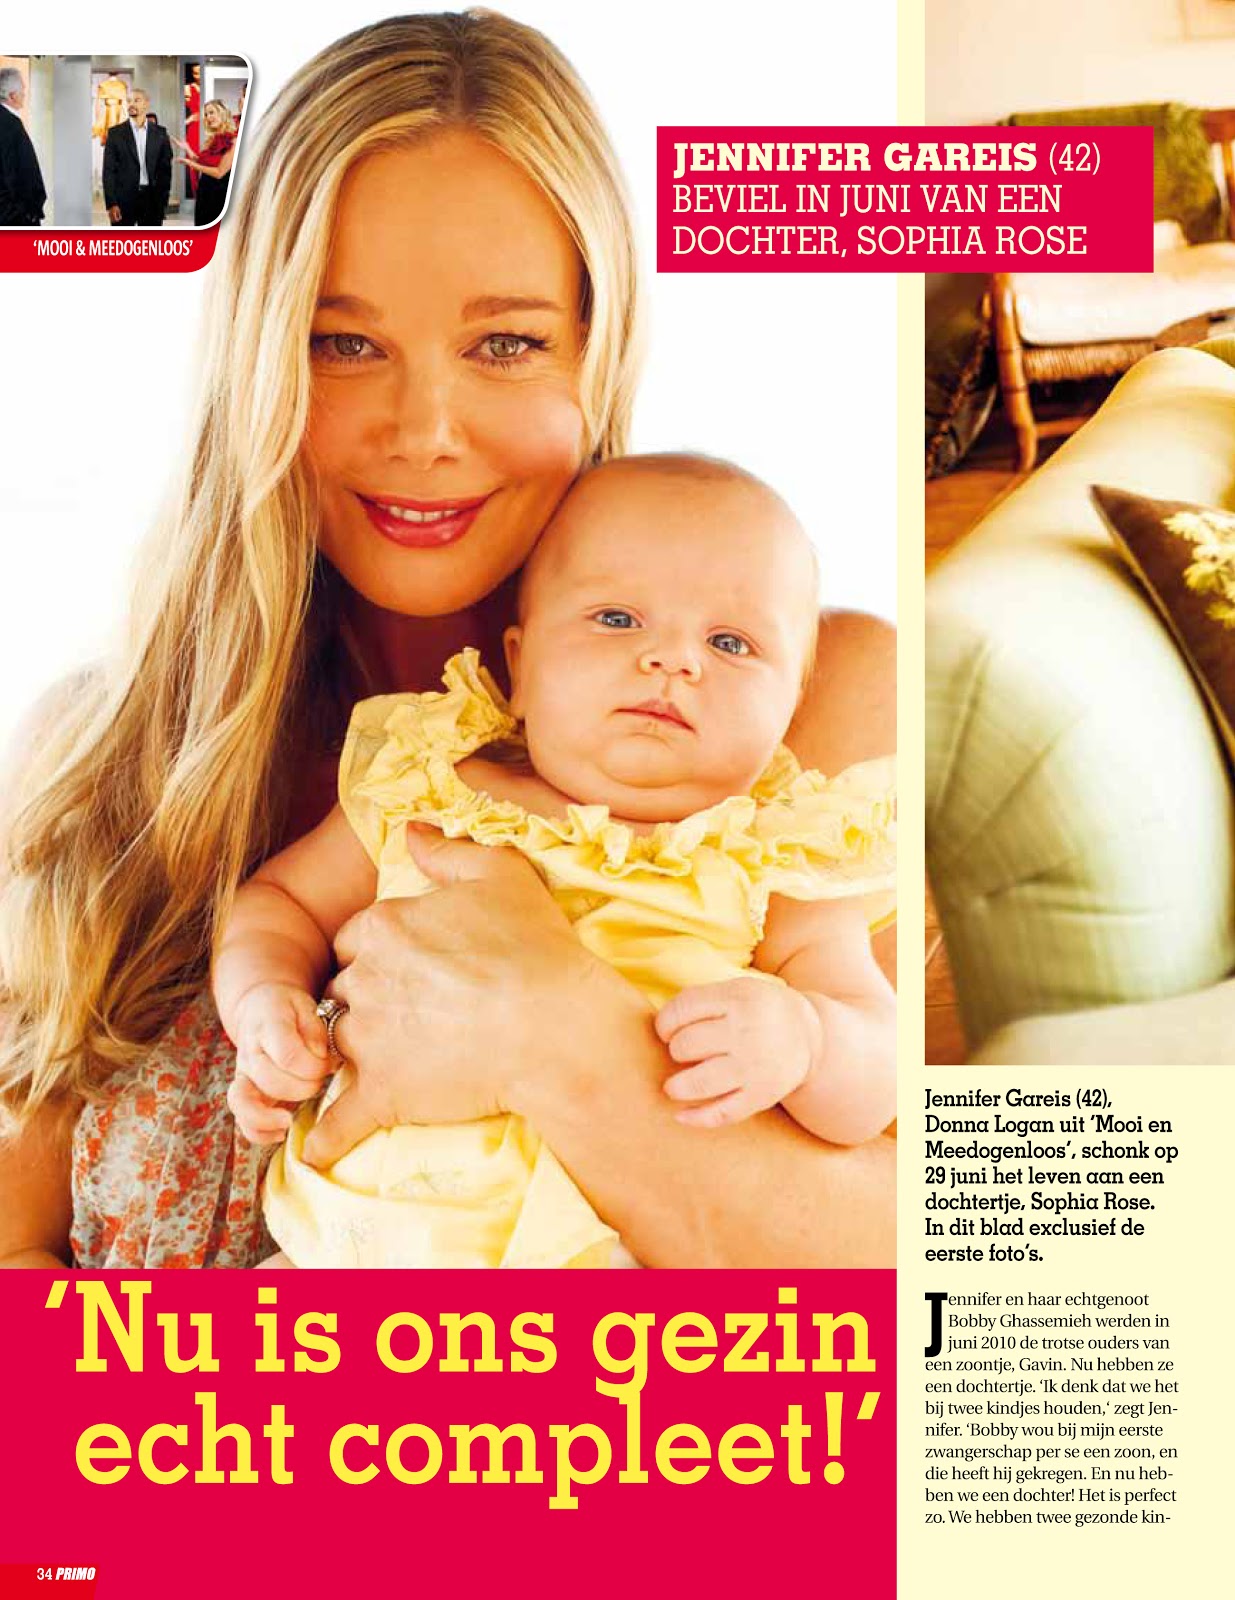 'MOOI & MEEDOGENLOOS'
JENNIFER GAREIS (42)
BEVIEL IN JUNI VAN EEN
DOCHTER, SOPHIA ROSE
'Nu is ons gezin
echt compleet!'
Jennifer Gareis (42),
Donna Logan uit 'Mooi en
Meedogenloos', schonk op
29 juni het leven aan een
dochtertje, Sophia Rose.
In dit blad exclusief de
eerste foto's.
Jennifer en haar echtgenoot
Bobby Ghassemieh werden in
juni 2010 de trotse ouders van
een zoontje, Gavin. Nu hebben ze
een dochtertje. 'Ik denk dat we het
bij twee kindjes houden,' zegt Jen-
nifer. 'Bobby wou bij mijn eerste
zwangerschap per se een zoon, en
die heeft hij gekregen. En nu heb-
ben we een dochter! Het is perfect
zo. We hebben twee gezonde kin-
34 PRIMO